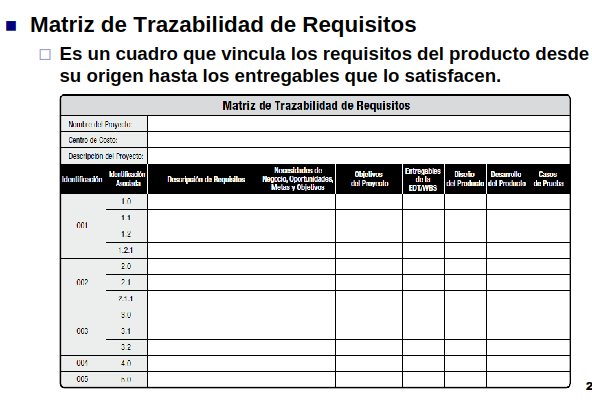 Matriz de Trazabilidad de Requisitos
Es un cuadro que vincula los requisitos del producto desde
su origen hasta los entregables que lo satisfacen.
Matriz de Trazabilidad de Requisitos
Nombre del Proyecto:
Centro de Costo:
Descripción del Proyecto:
Identificación
Identificación
Asociada
Descripción de Requisitos
Necesidades de
Negocio, Oportunidades,
Metas y Objetivos
Objetivos
del Proyecto
Entregables
de la
EDT/WBS
Diseño
del Producto
Desarrollo
del Producto
Casos
de Prueba
001
1.0
1.1
1.2
1.2.1
002
2.0
2.1
2.1.1
003
3.0
3.1
3.2
004
4.0
005
5.0
2